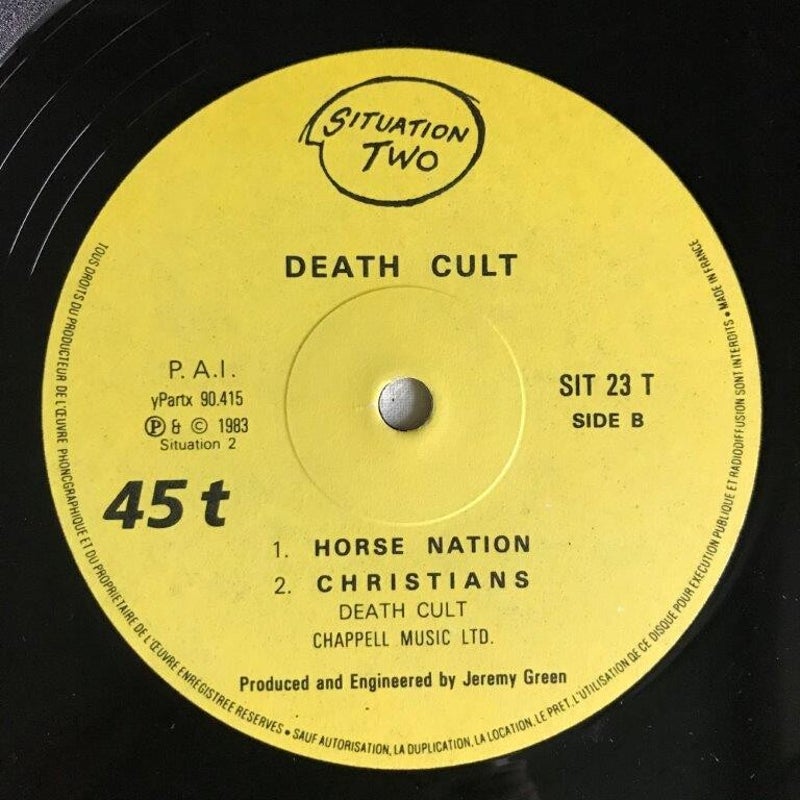 SITUATION
TWO
DEATH CULT
P.A.I.
yPartx 90.415
Ⓟ & © 1983
Situation 2
45 t
SIT 23 T
SIDE B
1. HORSE NATION
2. CHRISTIANS
DEATH CULT
CHAPPELL MUSIC LTD.
Produced and Engineered by Jeremy Green
TOUS DROITS DU PRODUCTEUR DE L'ŒUVRE PHONOGRAPHIQUE ET DU PROPRIETAIRE DE L'ŒUVRE ENREGISTREE RESERVES • SAUF AUTORISATION, LA DUPLICATION, LA LOCATION, LE PRET, L'UTILISATION DE CE DISQUE POUR EXECUTION PUBLIQUE ET RADIODIFFUSION SONT INTERDITS • MADE IN FRANCE